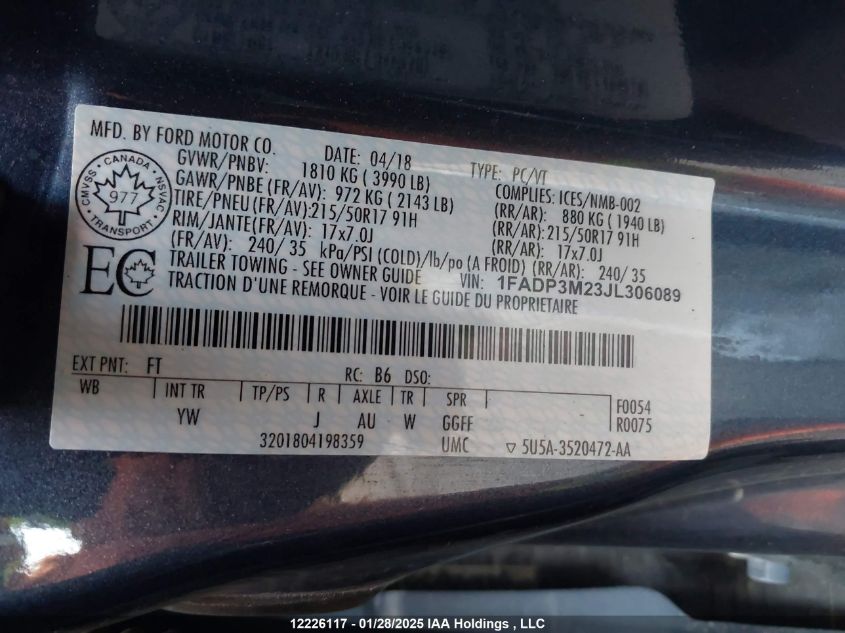 MFD. BY FORD MOTOR CO. DATE: 04/18 TYPE: PC/VT
GVWR/PNBV: 1810 KG ( 3990 LB) COMPLIES: ICES/NMB-002
GAWR/PNBE (FR/AV): 972 KG ( 2143 LB) (RR/AR): 880 KG ( 1940 LB)
TIRE/PNEU (FR/AV):215/50R17 91H (RR/AR):215/50R17 91H
RIM/JANTE(FR/AV): 17x7.0J (RR/AR): 17x7.0J
(FR/AV): 240/ 35 kPa/PSI (COLD)/lb/po (A FROID) (RR/AR): 240/ 35
TRAILER TOWING - SEE OWNER GUIDE VIN: 1FADP3M23JL306089
TRACTION D'UNE REMORQUE - VOIR LE GUIDE DU PROPRIETAIRE
CANADA
CMVSS NSVAC
977
TRANSPORT
EC
EXT PNT: FT RC: B6 DSO:
WB INT TR TP/PS R AXLE TR SPR F0054
YW J AU W GGFF R0075
3201804198359 UMC ▽ 5U5A-3520472-AA
12226117 - 01/28/2025 IAA Holdings , LLC